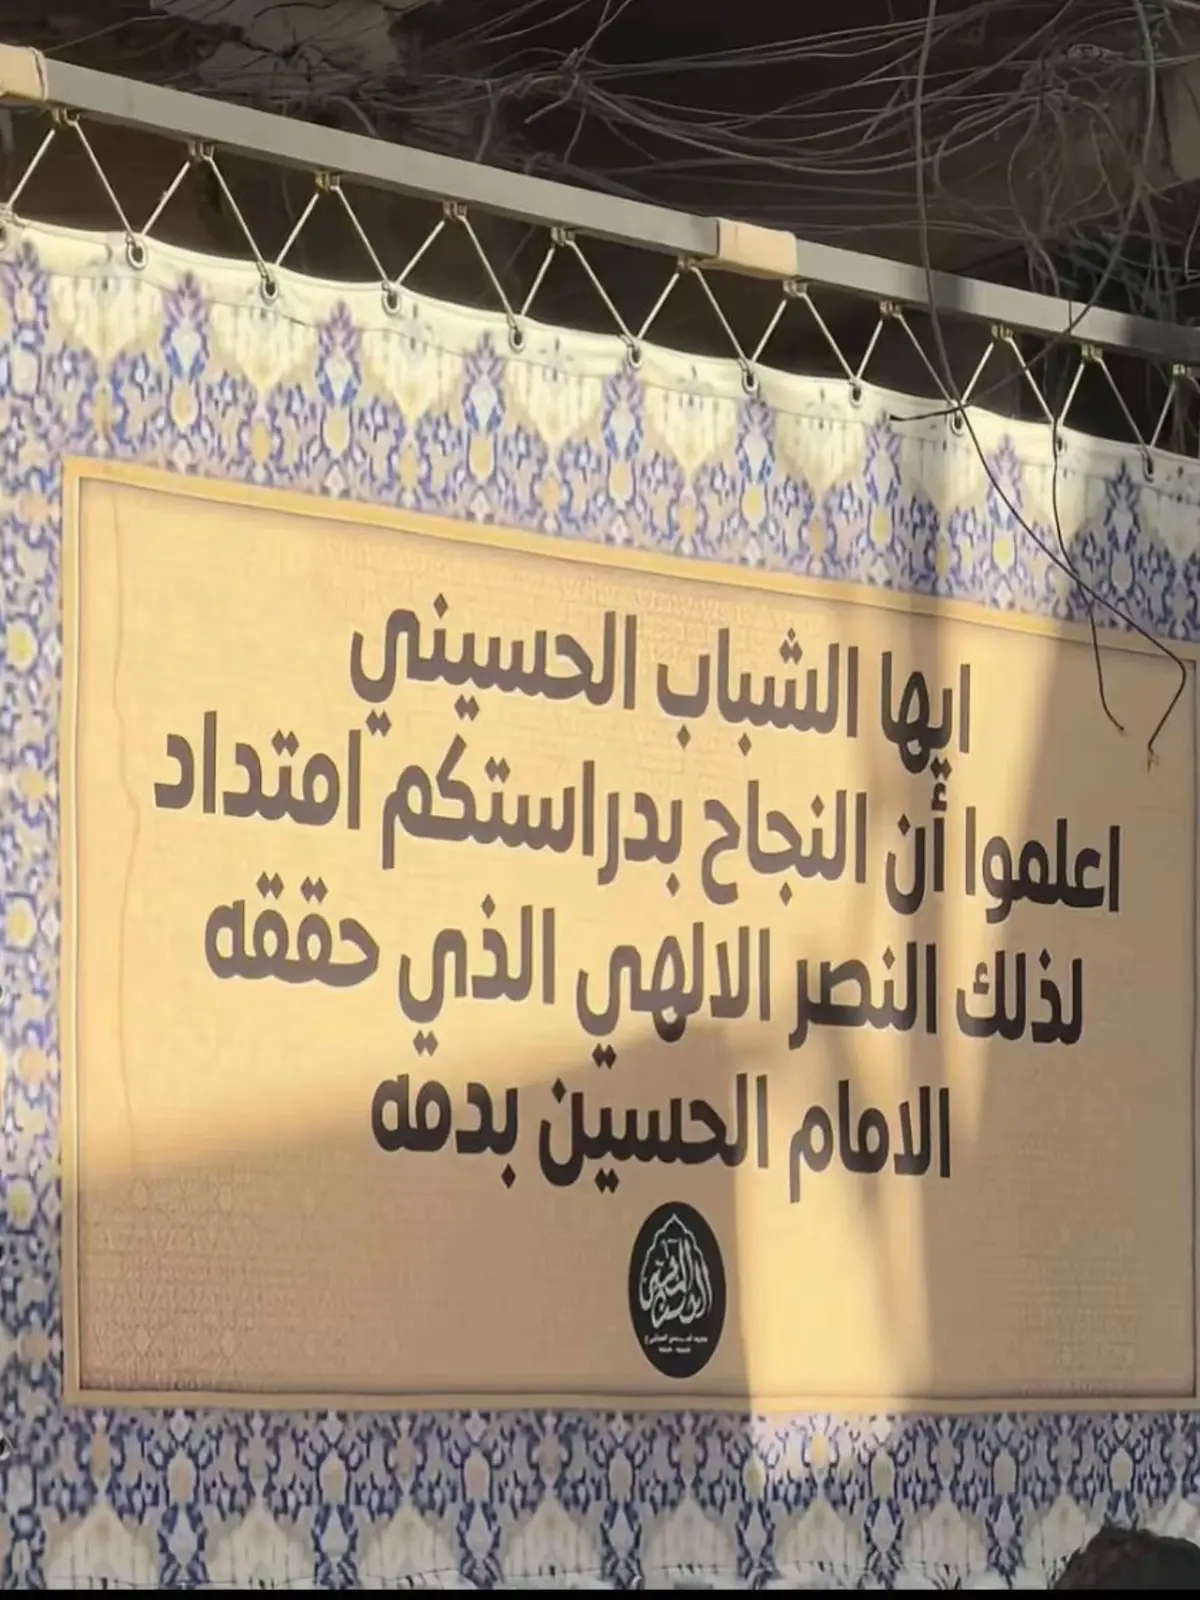 ايها الشباب الحسيني
اعلموا أن النجاح بدراستكم امتداد
لذلك النصر الالهي الذي حققه
الامام الحسين بدمه